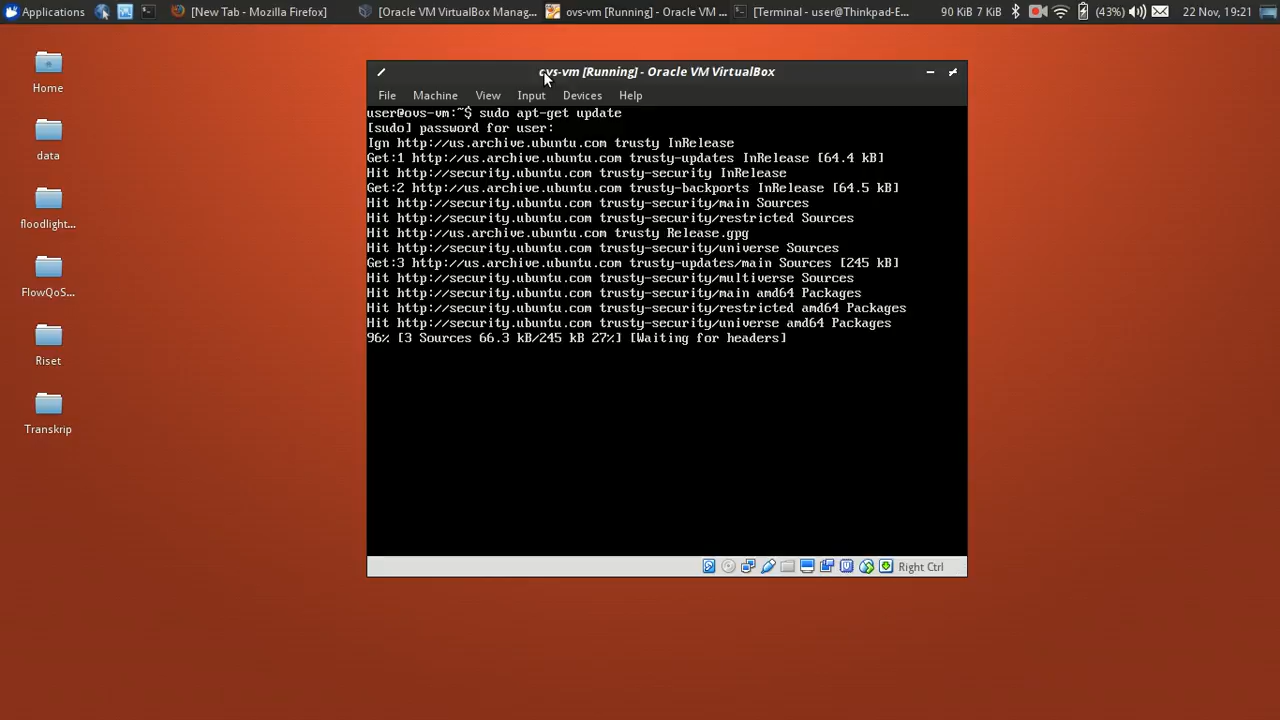 Applications
[New Tab - Mozilla Firefox]
[Oracle VM VirtualBox Manag...
ovs-vm [Running] - Oracle VM ...
[Terminal - user@Thinkpad-E...
90 KiB 7 KiB
(43%)
22 Nov, 19:21
Home
data
floodlight...
FlowQoS...
Riset
Transkrip
ovs-vm [Running] - Oracle VM VirtualBox
File Machine View Input Devices Help
user@ovs-vm:~$ sudo apt-get update
[sudo] password for user:
Ign http://us.archive.ubuntu.com trusty InRelease
Get:1 http://us.archive.ubuntu.com trusty-updates InRelease [64.4 kB]
Hit http://security.ubuntu.com trusty-security InRelease
Get:2 http://us.archive.ubuntu.com trusty-backports InRelease [64.5 kB]
Hit http://security.ubuntu.com trusty-security/main Sources
Hit http://security.ubuntu.com trusty-security/restricted Sources
Hit http://us.archive.ubuntu.com trusty Release.gpg
Hit http://security.ubuntu.com trusty-security/universe Sources
Get:3 http://us.archive.ubuntu.com trusty-updates/main Sources [245 kB]
Hit http://security.ubuntu.com trusty-security/multiverse Sources
Hit http://security.ubuntu.com trusty-security/main amd64 Packages
Hit http://security.ubuntu.com trusty-security/restricted amd64 Packages
Hit http://security.ubuntu.com trusty-security/universe amd64 Packages
96% [3 Sources 66.3 kB/245 kB 27%] [Waiting for headers]
Right Ctrl